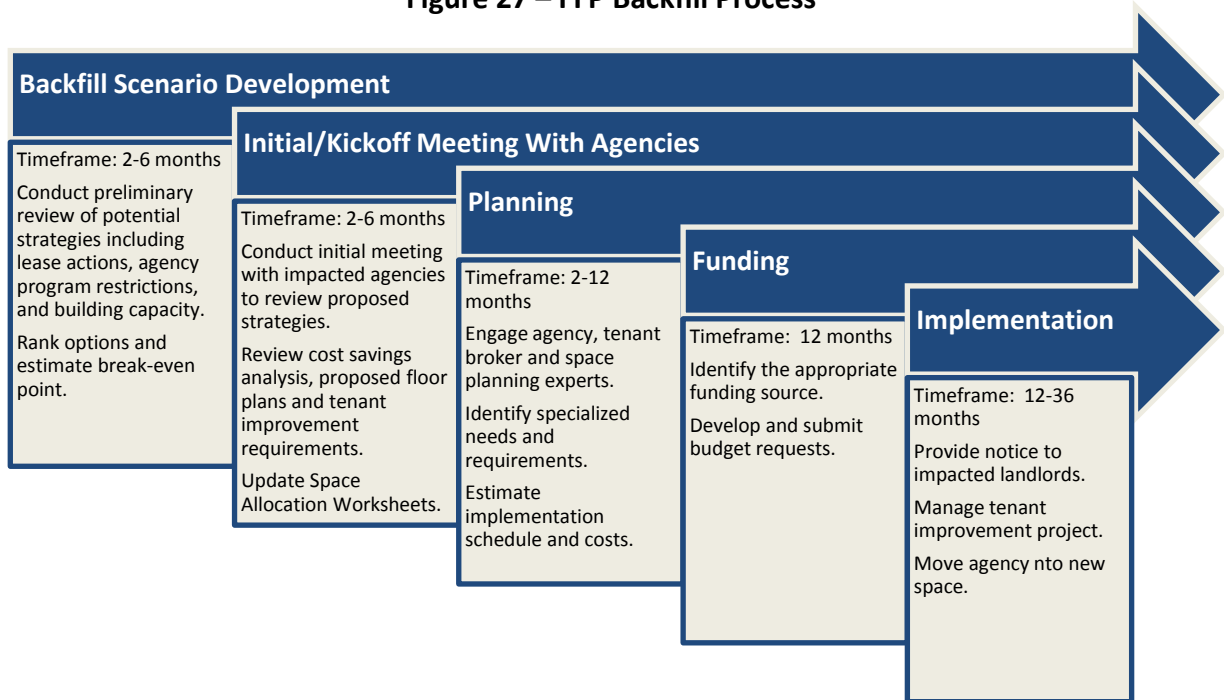 Figure 27 – Backfill Process
Backfill Scenario Development
Timeframe: 2-6 months
Conduct preliminary
review of potential
strategies including
lease actions, agency
program restrictions,
and building capacity.
Rank options and
estimate break-even
point.
Initial/Kickoff Meeting With Agencies
Timeframe: 2-6 months
Conduct initial meeting
with impacted agencies
to review proposed
strategies.
Review cost savings
analysis, proposed floor
plans and tenant
improvement
requirements.
Update Space
Allocation Worksheets.
Planning
Timeframe: 2-12
months
Engage agency, tenant
broker and space
planning experts.
Identify specialized
needs and
requirements.
Estimate
implementation
schedule and costs.
Funding
Timeframe:  12 months
Identify the appropriate
funding source.
Develop and submit
budget requests.
Implementation
Timeframe:  12-36
months
Provide notice to
impacted landlords.
Manage tenant
improvement project.
Move agency nto new
space.